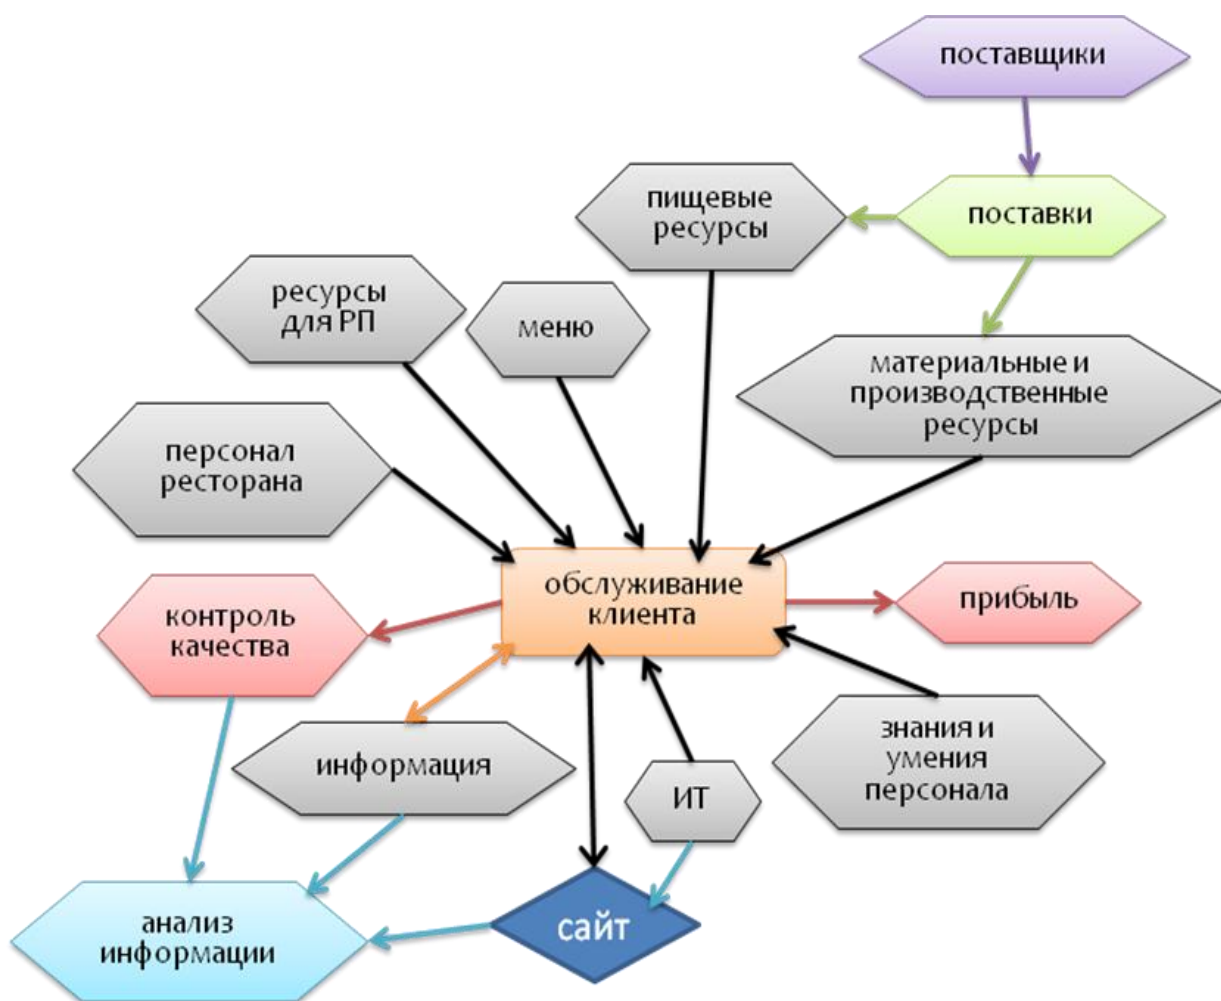 поставщики
пищевые
ресурсы
поставки
ресурсы
для РП
меню
материальные и
производственные
ресурсы
персонал
ресторана
обслуживание
клиента
контроль
качества
прибыль
информация
ИТ
знания и
умения
персонала
анализ
информации
сайт